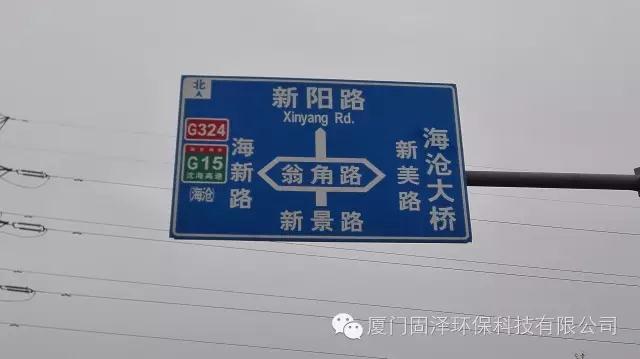 北
新阳路
Xinyang Rd.
G324
G15
沈海高速
海沧
海新路
翁角路
新景路
新美路
海沧大桥
厦门固泽环保科技有限公司